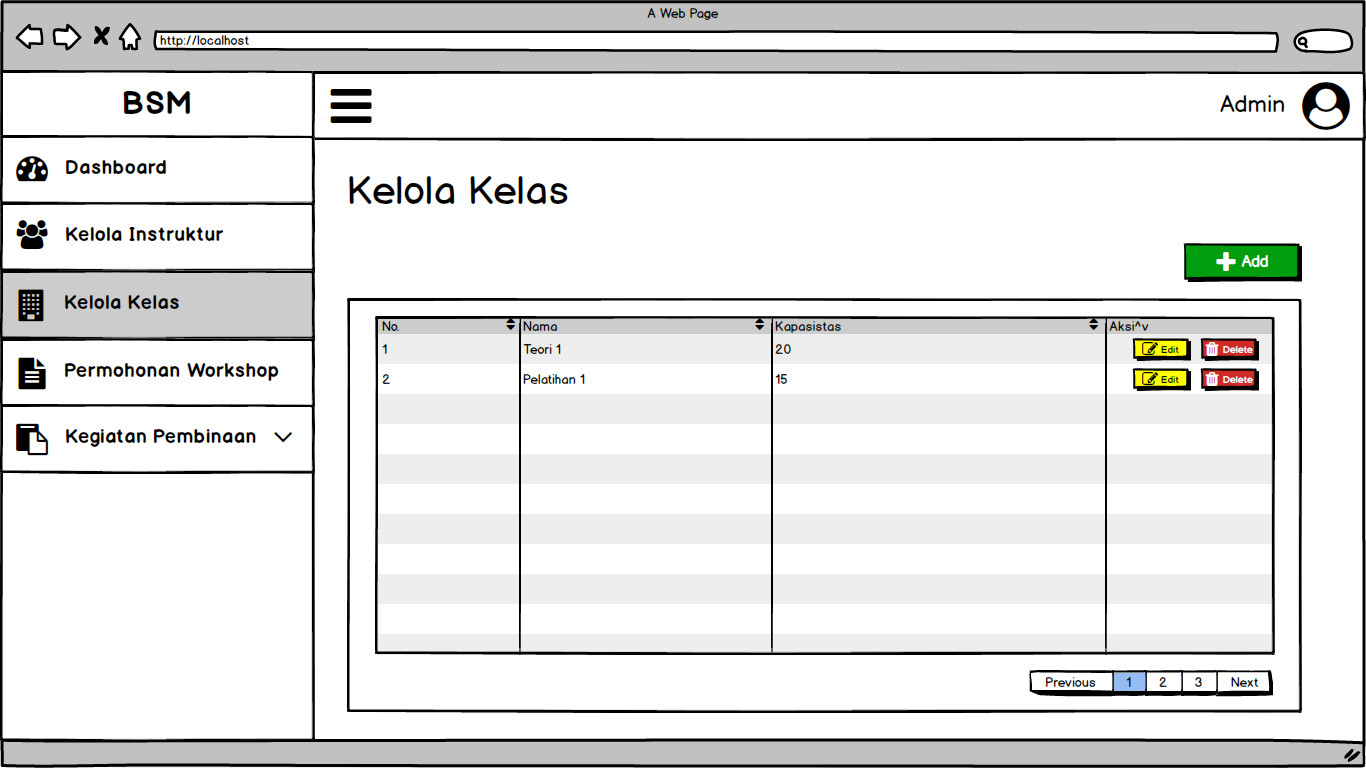 A Web Page
http://localhost
BSM
Admin
Dashboard
Kelola Instruktur
Kelola Kelas
Permohonan Workshop
Kegiatan Pembinaan
Kelola Kelas
Add
No. Nama Kapasistas Aksi^v
1 Teori 1 20 Edit Delete
2 Pelatihan 1 15 Edit Delete
Previous 1 2 3 Next